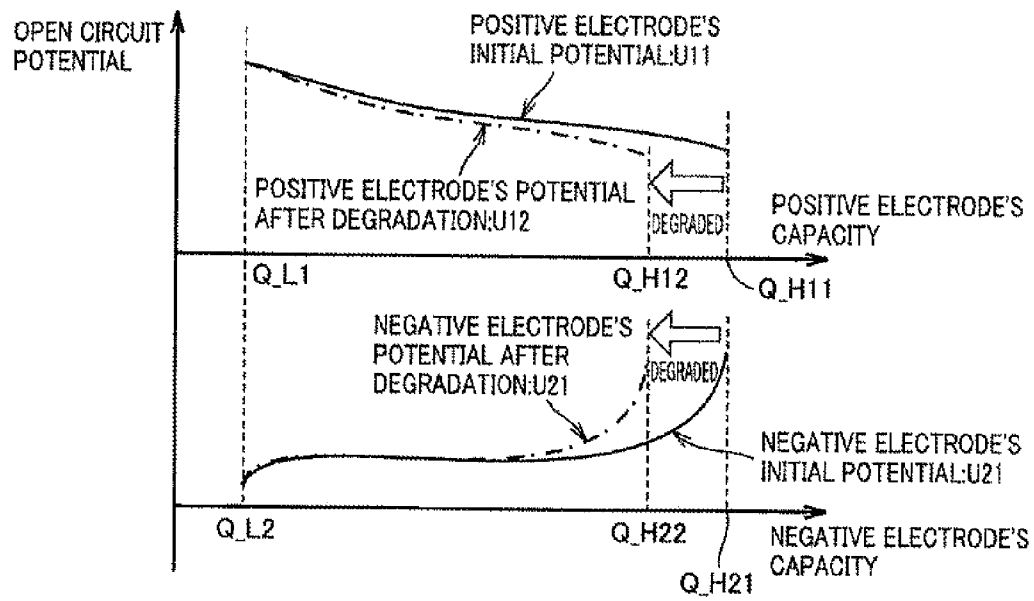 OPEN CIRCUIT
POTENTIAL
POSITIVE ELECTRODE'S
INITIAL POTENTIAL:U11
POSITIVE ELECTRODE'S POTENTIAL
AFTER DEGRADATION:U12
DEGRADED
POSITIVE ELECTRODE'S
CAPACITY
Q_L1
Q_H12
Q_H11
NEGATIVE ELECTRODE'S
POTENTIAL AFTER
DEGRADATION:U21
DEGRADED
NEGATIVE ELECTRODE'S
INITIAL POTENTIAL:U21
Q_L2
Q_H22
Q_H21
NEGATIVE ELECTRODE'S
CAPACITY